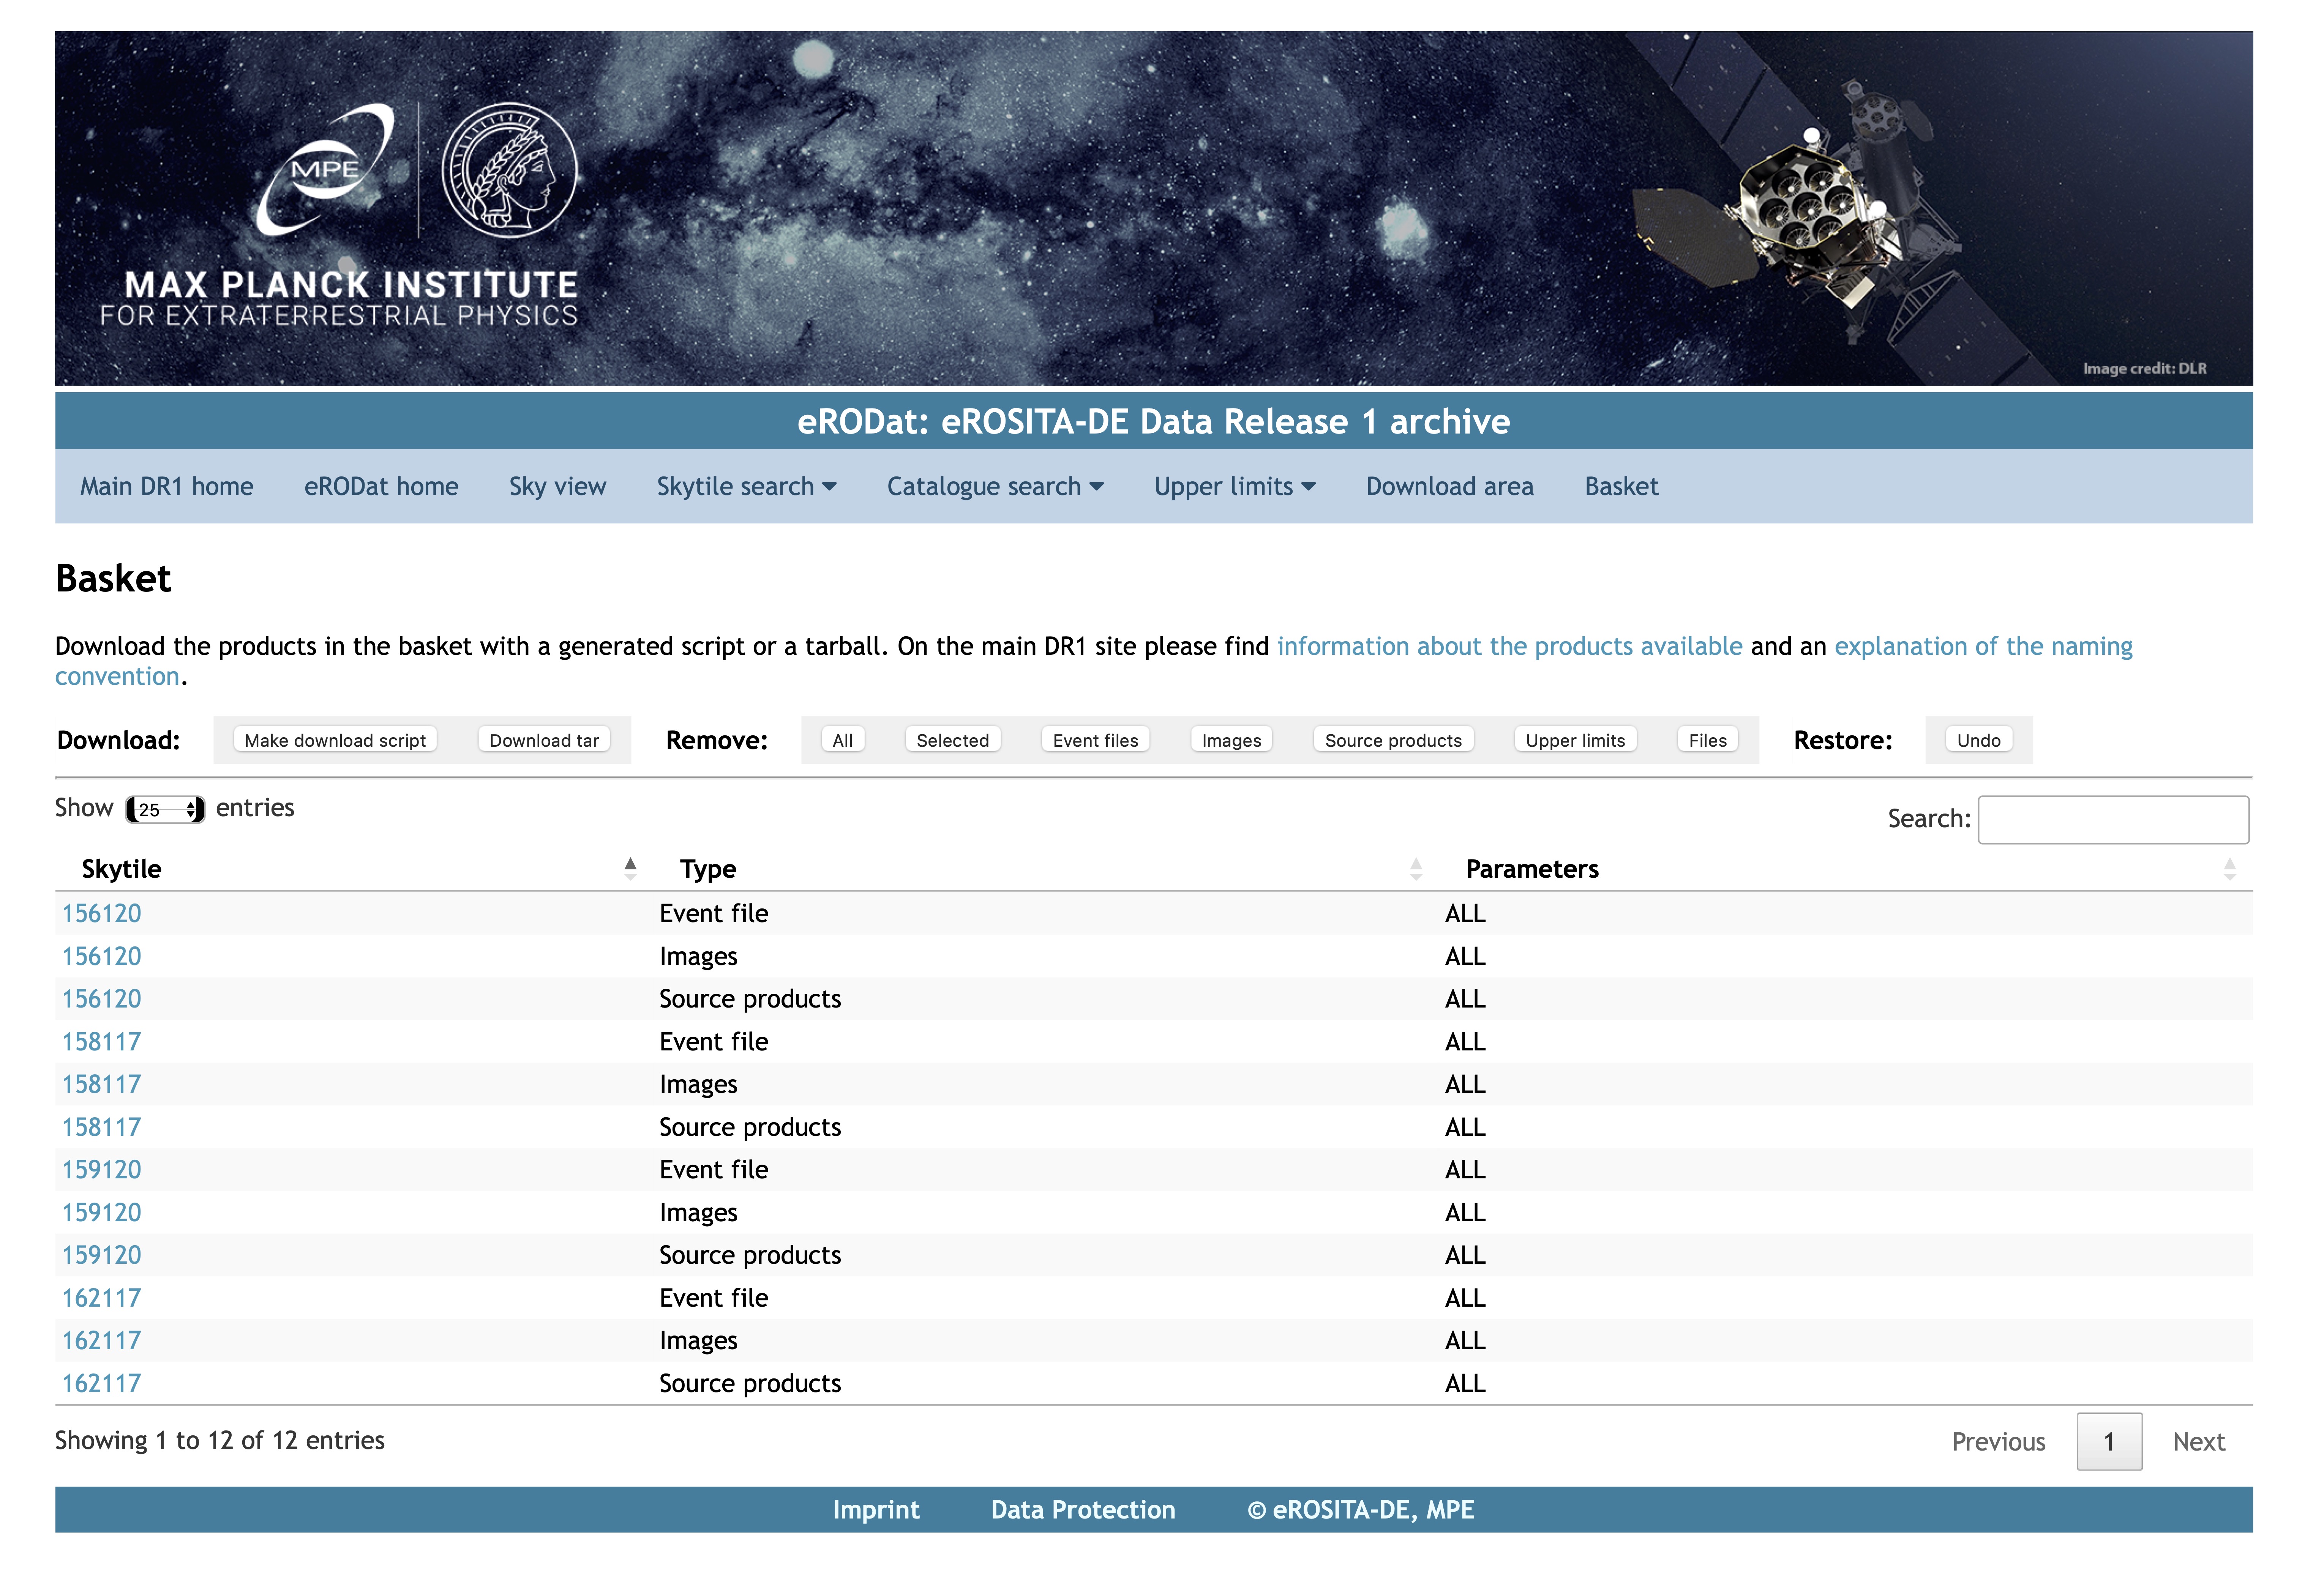 MPE
MAX PLANCK INSTITUTE
FOR EXTRATERRESTRIAL PHYSICS
Image credit: DLR
eRODat: eROSITA-DE Data Release 1 archive
Main DR1 home eRODat home Sky view Skytile search Catalogue search Upper limits Download area Basket
Basket
Download the products in the basket with a generated script or a tarball. On the main DR1 site please find information about the products available and an explanation of the naming
convention.
Download: Make download script Download tar Remove: All Selected Event files Images Source products Upper limits Files Restore: Undo
Show 25 entries Search:
Skytile Type Parameters
156120 Event file ALL
156120 Images ALL
156120 Source products ALL
158117 Event file ALL
158117 Images ALL
158117 Source products ALL
159120 Event file ALL
159120 Images ALL
159120 Source products ALL
162117 Event file ALL
162117 Images ALL
162117 Source products ALL
Showing 1 to 12 of 12 entries Previous 1 Next
Imprint Data Protection © eROSITA-DE, MPE